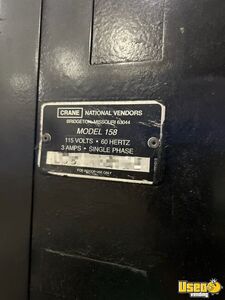 CRANE NATIONAL VENDORS
BRIDGETON, MISSOURI 63044
MODEL 158
115 VOLTS • 60 HERTZ
3 AMPS • SINGLE PHASE
FOR INDOOR USE ONLY
Used
vending